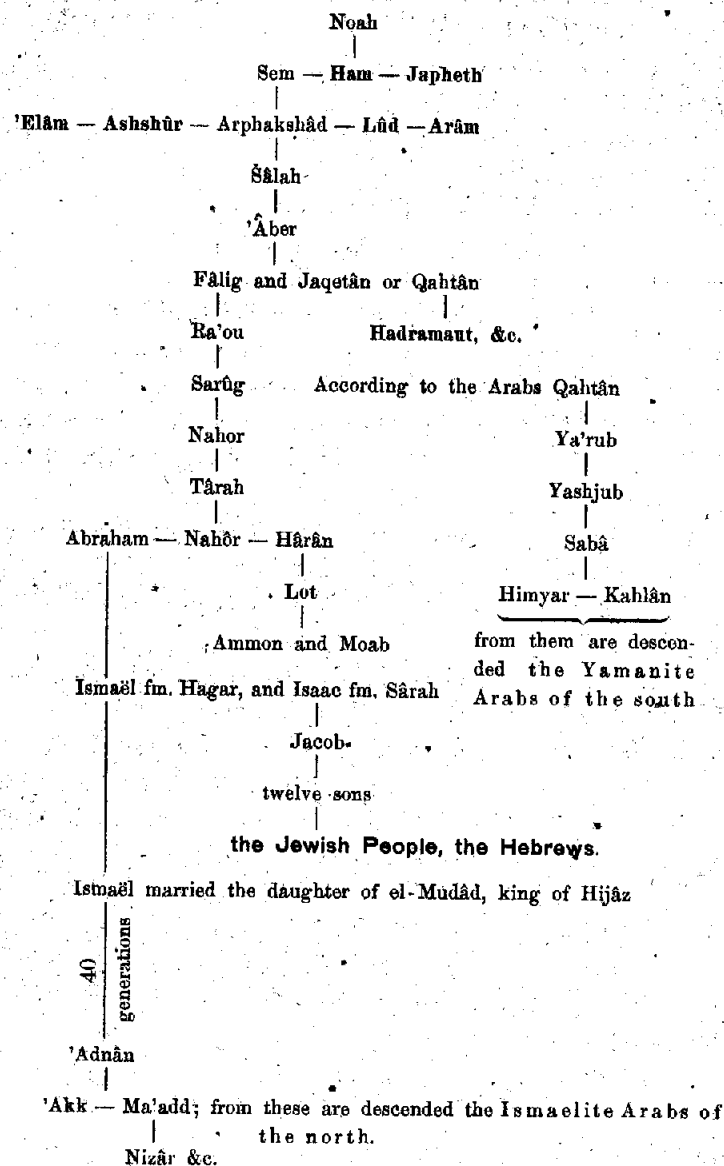 Noah
Sem — Ham — Japheth
'Elâm — Ashshûr — Arphakshâd — Lûd — Arâm
Šâlah
'Âber
Fâlig and Jaqetân or Qahtân
Ra'ou
Hadramaut, &c.
Sarûg
According to the Arabs Qahtân
Nahor
Ya'rub
Târah
Yashjub
Abraham — Nahôr — Hârân
Sabâ
Lot
Himyar — Kahlân
Ammon and Moab
from them are descen-
ded the Yamanite
Arabs of the south
Ismaël fm. Hagar, and Isaac fm. Sârah
Jacob
twelve sons
the Jewish People, the Hebrews.
Ismaël married the daughter of el-Mudâd, king of Hijâz
40
generations
'Adnân
'Akk — Ma'add; from these are descended the Ismaelite Arabs of
the north.
Nizâr &c.